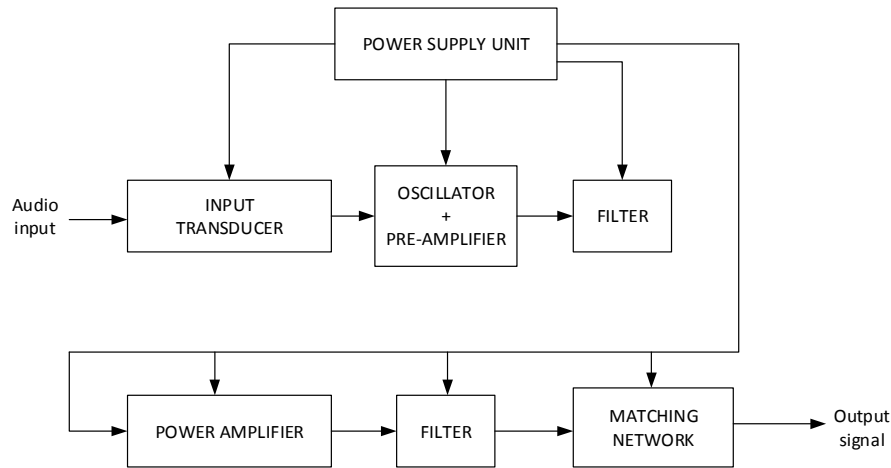 POWER SUPPLY UNIT
Audio
input
INPUT
TRANSDUCER
OSCILLATOR
+
PRE-AMPLIFIER
FILTER
POWER AMPLIFIER
FILTER
MATCHING
NETWORK
Output
signal